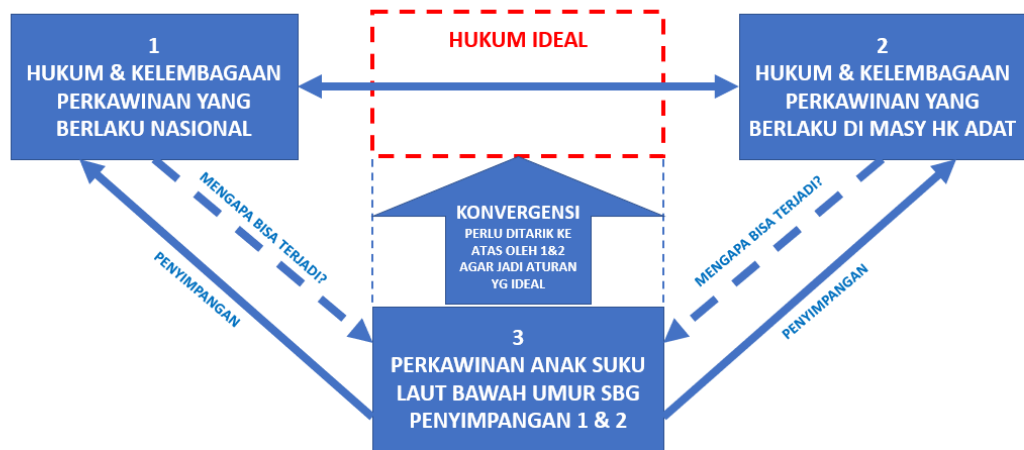 1
HUKUM & KELEMBAGAAN
PERKAWINAN YANG
BERLAKU NASIONAL
HUKUM IDEAL
2
HUKUM & KELEMBAGAAN
PERKAWINAN YANG
BERLAKU DI MASY HK ADAT
MENGAPA BISA TERJADI?
PENYIMPANGAN
KONVERGENSI
PERLU DITARIK KE
ATAS OLEH 1&2
AGAR JADI ATURAN
YG IDEAL
MENGAPA BISA TERJADI?
PENYIMPANGAN
3
PERKAWINAN ANAK SUKU
LAUT BAWAH UMUR SBG
PENYIMPANGAN 1 & 2